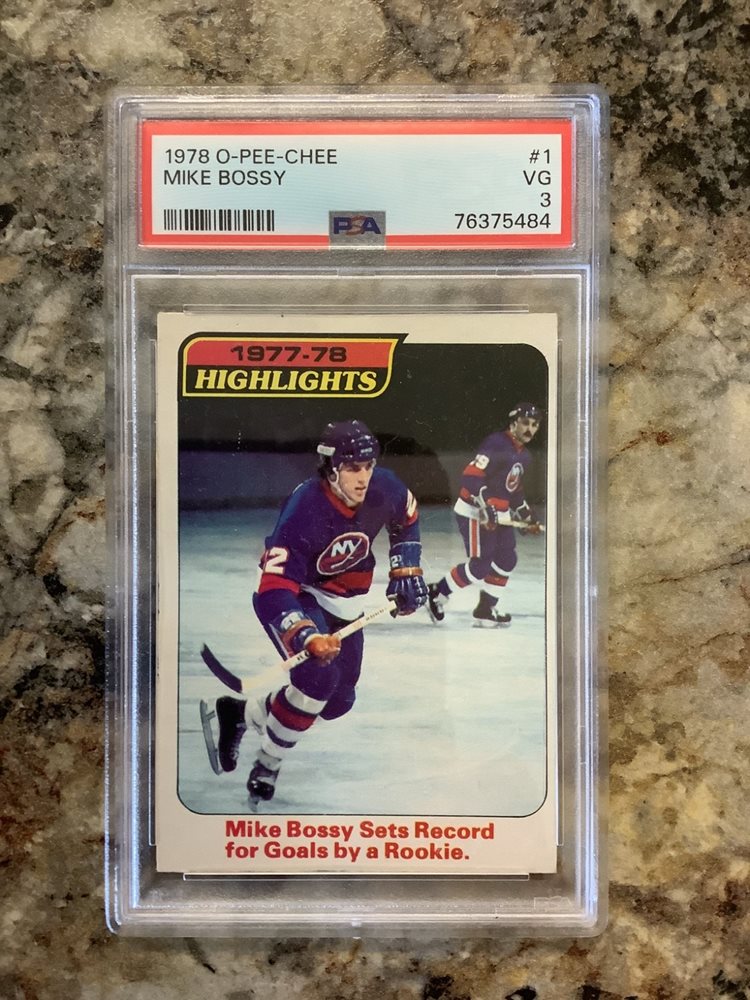 1978 O-PEE-CHEE #1
MIKE BOSSY VG
3
PSA 76375484
1977-78
HIGHLIGHTS
NY
2
Mike Bossy Sets Record
for Goals by a Rookie.